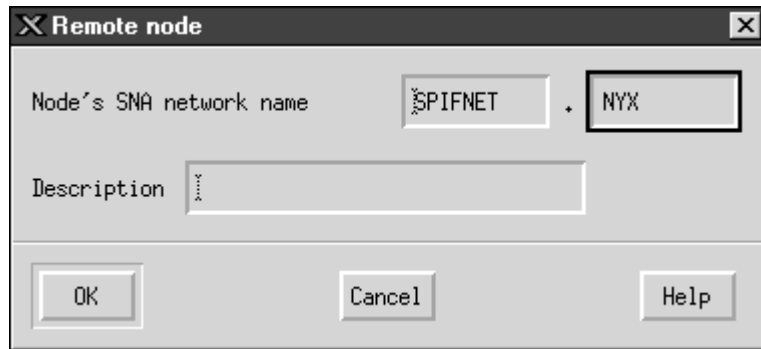 Remote node
Node's SNA network name SPIFNET . NYX
Description
OK Cancel Help